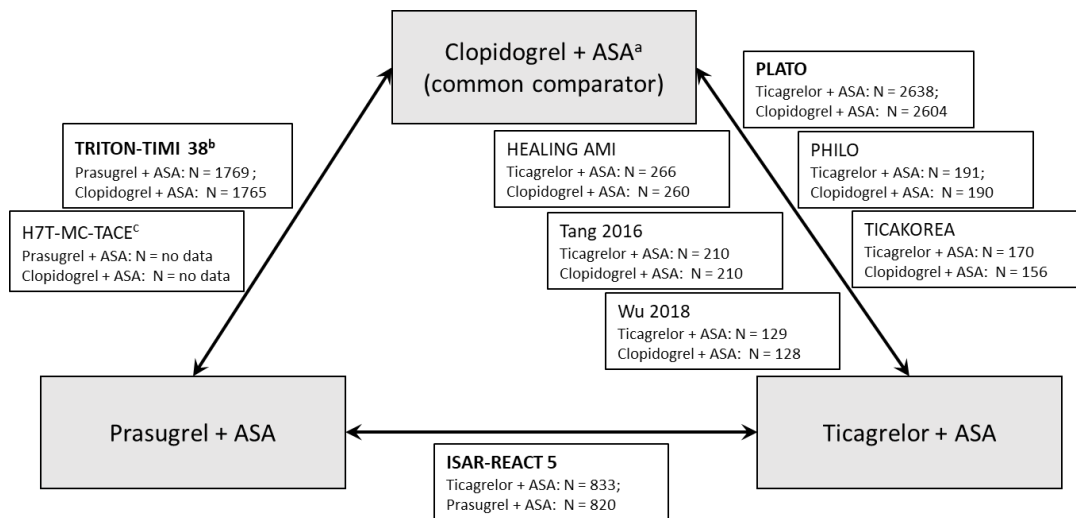 Clopidogrel + ASAᵃ
(common comparator)
PLATO
Ticagrelor + ASA: N = 2638;
Clopidogrel + ASA: N = 2604
TRITON-TIMI 38ᵇ
Prasugrel + ASA: N = 1769 ;
Clopidogrel + ASA: N = 1765
HEALING AMI
Ticagrelor + ASA: N = 266
Clopidogrel + ASA: N = 260
PHILO
Ticagrelor + ASA: N = 191;
Clopidogrel + ASA: N = 190
H7T-MC-TACEᶜ
Prasugrel + ASA: N = no data
Clopidogrel + ASA: N = no data
Tang 2016
Ticagrelor + ASA: N = 210
Clopidogrel + ASA: N = 210
TICAKOREA
Ticagrelor + ASA: N = 170
Clopidogrel + ASA: N = 156
Wu 2018
Ticagrelor + ASA: N = 129
Clopidogrel + ASA: N = 128
Prasugrel + ASA
Ticagrelor + ASA
ISAR-REACT 5
Ticagrelor + ASA: N = 833;
Prasugrel + ASA: N = 820